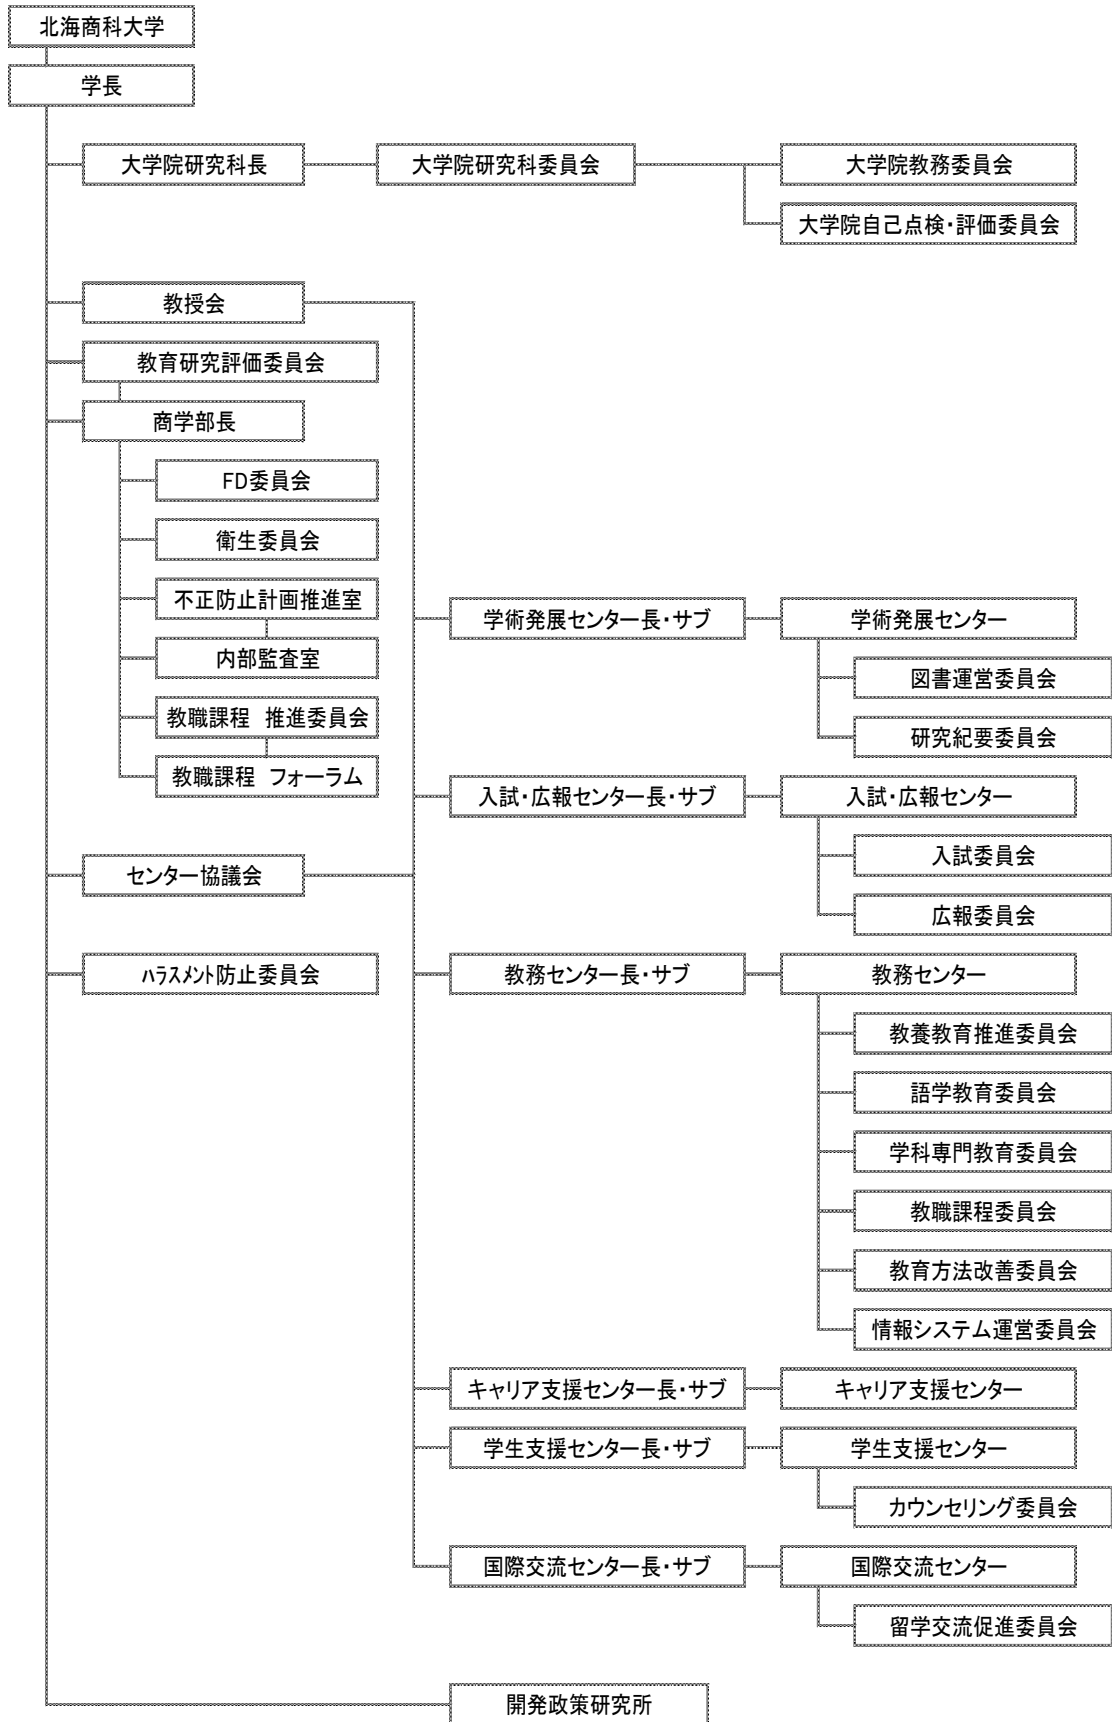 北海商科大学
学長
大学院研究科長
大学院研究科委員会
大学院教務委員会
大学院自己点検・評価委員会
教授会
教育研究評価委員会
商学部長
FD委員会
衛生委員会
不正防止計画推進室
学術発展センター長・サブ
学術発展センター
内部監査室
図書運営委員会
教職課程　推進委員会
研究紀要委員会
教職課程　フォーラム
入試・広報センター長・サブ
入試・広報センター
入試委員会
センター協議会
広報委員会
ハラスメント防止委員会
教務センター長・サブ
教務センター
教養教育推進委員会
語学教育委員会
学科専門教育委員会
教職課程委員会
教育方法改善委員会
情報システム運営委員会
キャリア支援センター長・サブ
キャリア支援センター
学生支援センター長・サブ
学生支援センター
カウンセリング委員会
国際交流センター長・サブ
国際交流センター
留学交流促進委員会
開発政策研究所